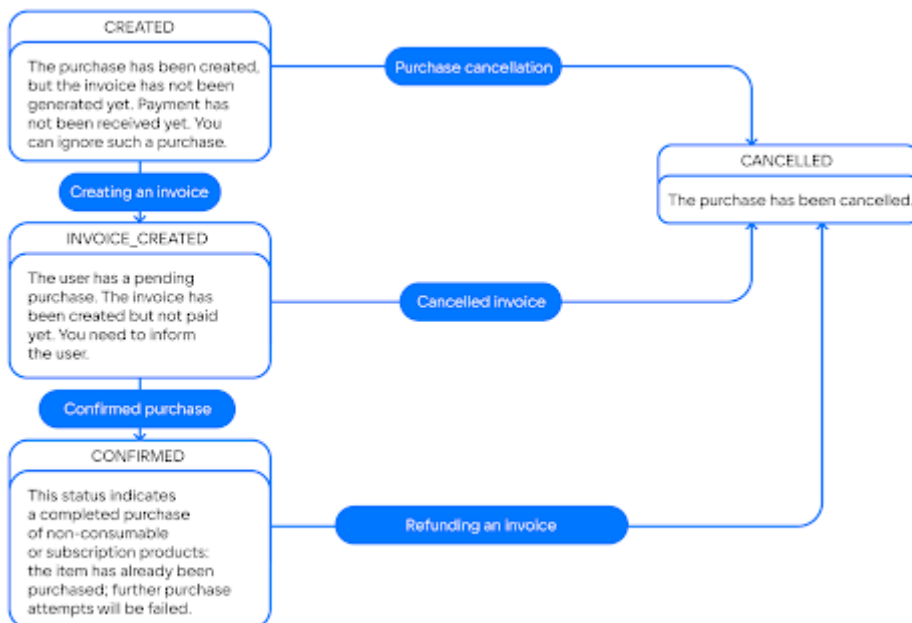 CREATED
The purchase has been created,
but the invoice has not been
generated yet. Payment has
not been received yet. You
can ignore such a purchase.
Purchase cancellation
CANCELLED
The purchase has been cancelled.
Creating an invoice
INVOICE_CREATED
The user has a pending
purchase. The invoice has
been created but not paid
yet. You need to inform
the user.
Cancelled invoice
Confirmed purchase
CONFIRMED
This status indicates
a completed purchase
of non-consumable
or subscription products:
the item has already been
purchased; further purchase
attempts will be failed.
Refunding an invoice